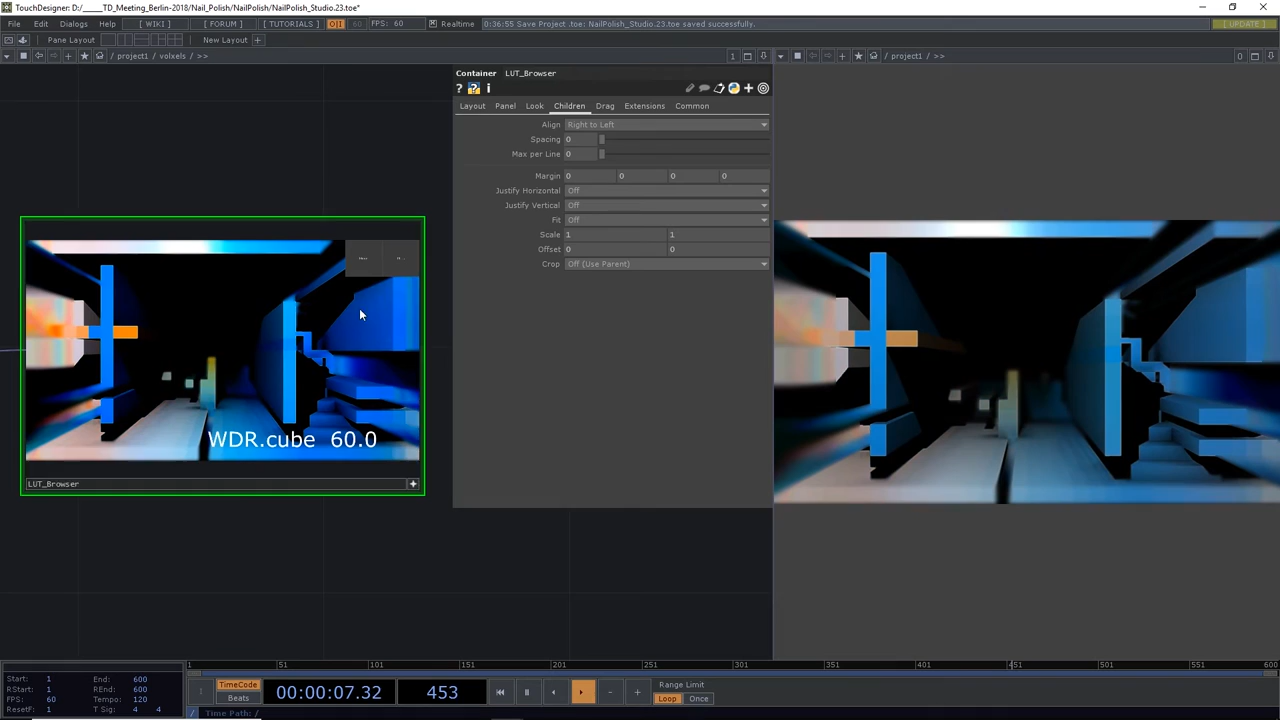 TouchDesigner: D:/_____TD_Meeting_Berlin-2018/Nail_Polish/NailPolish/NailPolish_Studio.23.toe*
File Edit Dialogs Help [ WIKI ] [ FORUM ] [ TUTORIALS ] O|I 60 FPS: 60 Realtime 0:36:55 Save Project .toe: NailPolish_Studio.23.toe saved successfully. [ UPDATE ]
Pane Layout New Layout +
/ project1 / volxels / >> 1
/ project1 / >> 0
Container LUT_Browser
Layout Panel Look Children Drag Extensions Common
Align Right to Left
Spacing 0
Max per Line 0
Margin 0 0 0 0
Justify Horizontal Off
Justify Vertical Off
Fit Off
Scale 1 1
Offset 0 0
Crop Off (Use Parent)
WDR.cube 60.0
LUT_Browser
1 51 101 151 201 251 301 351 401 451 501 551 600
Start: 1 End: 600
RStart: 1 REnd: 600
FPS: 60 Tempo: 120
ResetF: 1 T Sig: 4 4
TimeCode
Beats
00:00:07.32 453
Range Limit
Loop Once
/ Time Path: /